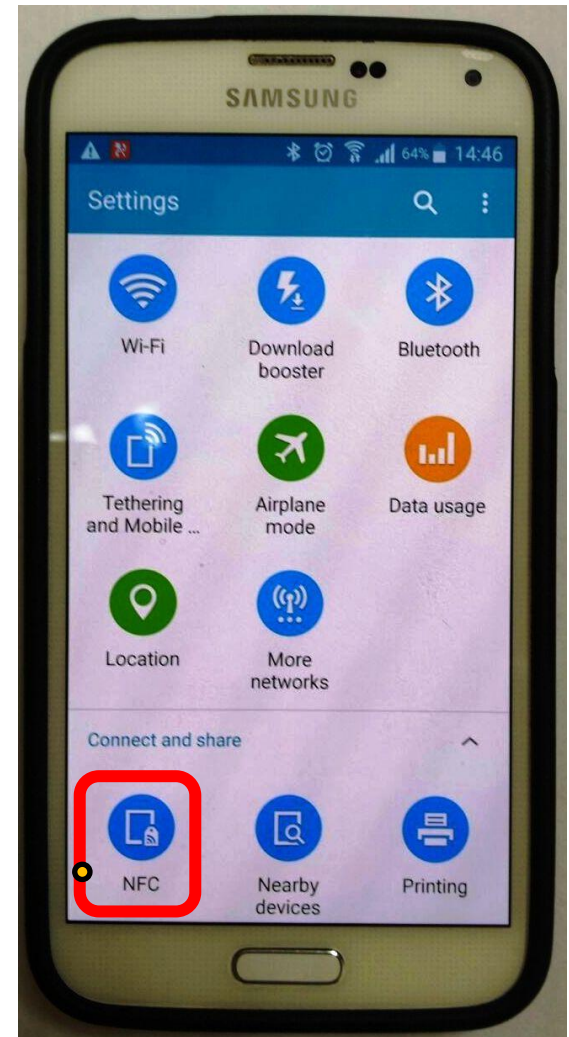 SAMSUNG
64% 14:46
Settings
Wi-Fi
Download
booster
Bluetooth
Tethering
and Mobile ...
Airplane
mode
Data usage
Location
More
networks
Connect and share
NFC
Nearby
devices
Printing